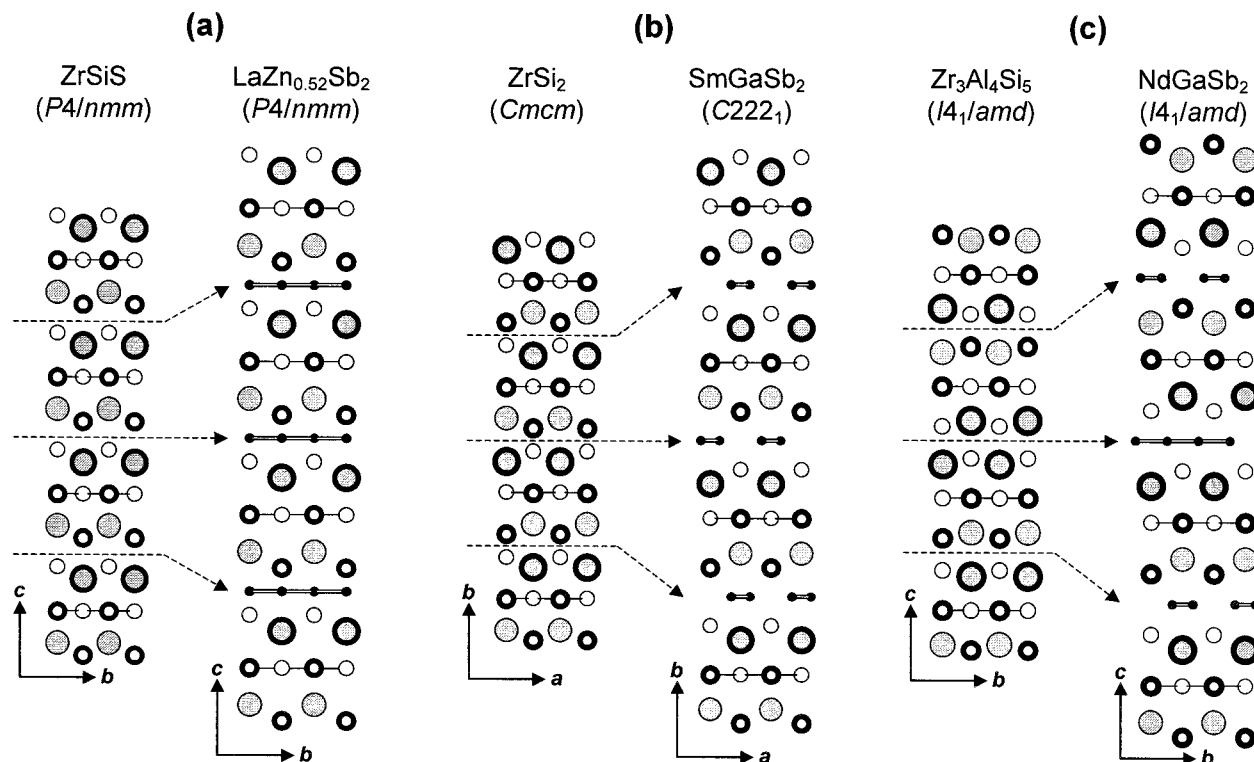 (a)
ZrSiS
(P4/nmm)
LaZn0.52Sb2
(P4/nmm)
c
b
c
b
(b)
ZrSi2
(Cmcm)
SmGaSb2
(C2221)
b
a
b
a
(c)
Zr3Al4Si5
(I41/amd)
NdGaSb2
(I41/amd)
c
b
c
b